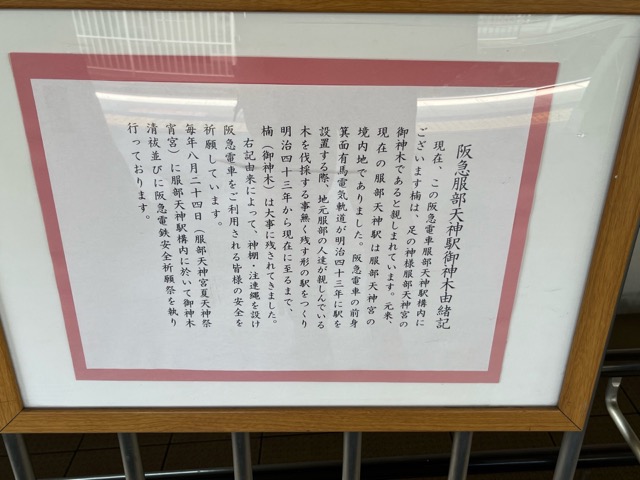 阪急服部天神駅御神木由緒記
現在、この阪急電車服部天神駅構内に
ございます楠は、足の神様服部天神宮の
御神木であると親しまれています。元来、
現在の服部天神駅は服部天神宮の
境内地でありました。阪急電車の前身
箕面有馬電気軌道が明治四十三年に駅を
設置する際、地元服部の人達が親しんでいる
木を伐採する事無く残す形の駅をつくり
明治四十三年から現在に至るまで、
楠（御神木）は大事に残されてきました。
右記由来によって、神棚・注連縄を設け
阪急電車をご利用される皆様の安全を
祈願しています。
毎年八月二十四日（服部天神宮夏天神祭
宵宮）に服部天神駅構内に於いて御神木
清祓並びに阪急電鉄安全祈願祭を執り
行っております。